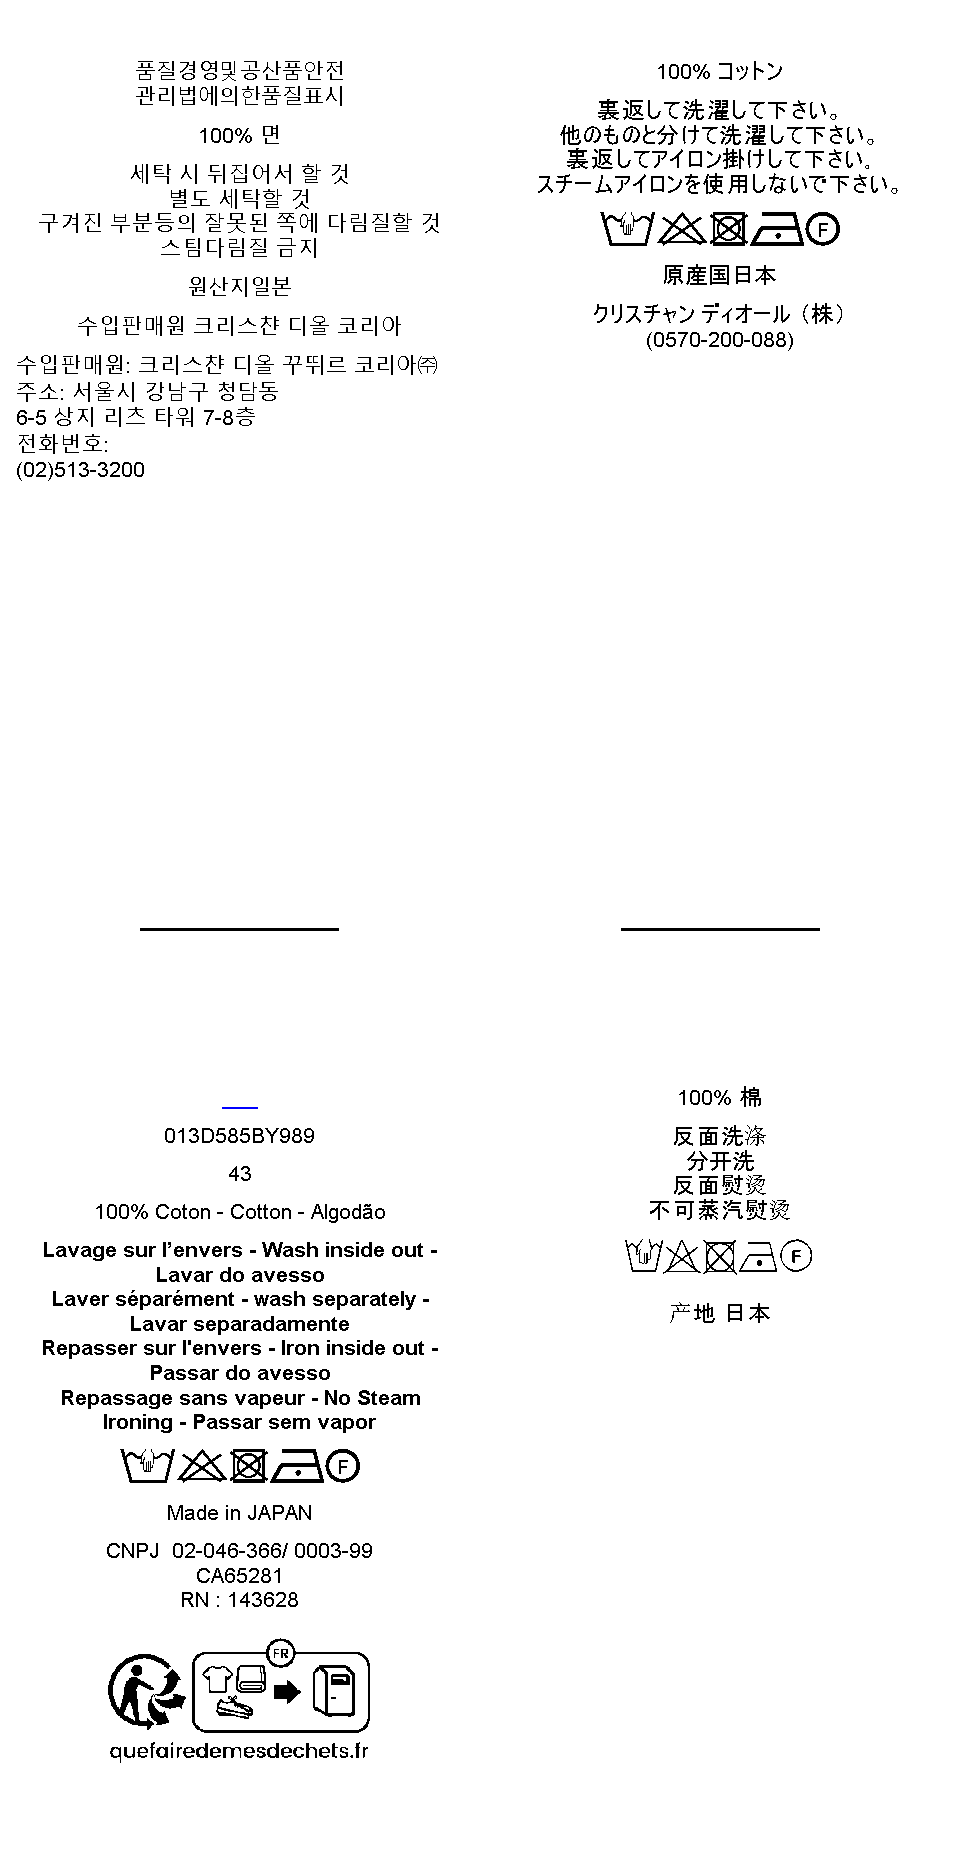 품질경영및공산품안전
관리법에의한품질표시
100% 면
세탁 시 뒤집어서 할 것
별도 세탁할 것
구겨진 부분등의 잘못된 쪽에 다림질할 것
스팀다림질 금지
원산지일본
수입판매원 크리스챤 디올 코리아
수입판매원: 크리스챤 디올 꾸뛰르 코리아㈜
주소: 서울시 강남구 청담동
6-5 상지 리츠 타워 7-8층
전화번호:
(02)513-3200
100% コットン
裏返して洗濯して下さい。
他のものと分けて洗濯して下さい。
裏返してアイロン掛けして下さい。
スチームアイロンを使用しないで下さい。
F
原産国日本
クリスチャン ディオール（株）
(0570-200-088)
013D585BY989
43
100% Coton - Cotton - Algodão
Lavage sur l’envers - Wash inside out -
Lavar do avesso
Laver séparément - wash separately -
Lavar separadamente
Repasser sur l'envers - Iron inside out -
Passar do avesso
Repassage sans vapeur - No Steam
Ironing - Passar sem vapor
F
Made in JAPAN
CNPJ 02-046-366/ 0003-99
CA65281
RN : 143628
FR
quefairedemesdechets.fr
100% 棉
反面洗涤
分开洗
反面熨烫
不可蒸汽熨烫
F
产地 日本